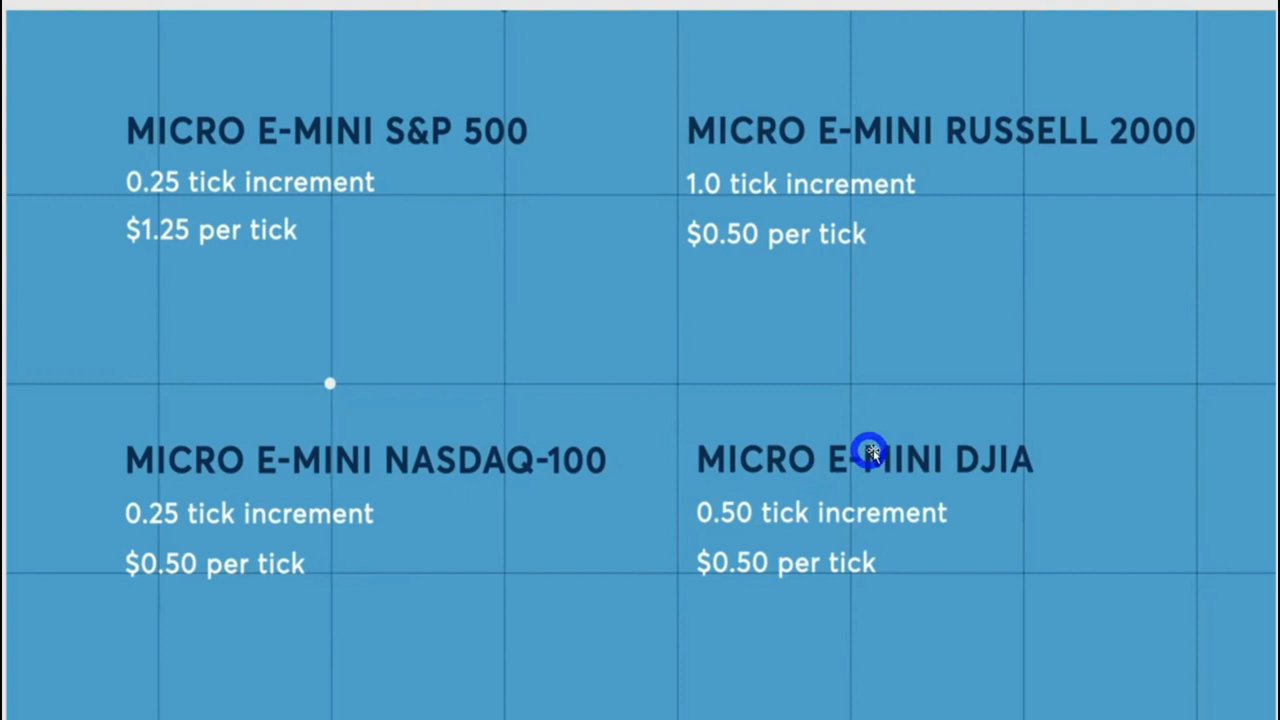 MICRO E-MINI S&P 500
0.25 tick increment
$1.25 per tick
MICRO E-MINI RUSSELL 2000
1.0 tick increment
$0.50 per tick
MICRO E-MINI NASDAQ-100
0.25 tick increment
$0.50 per tick
MICRO E-MINI DJIA
0.50 tick increment
$0.50 per tick